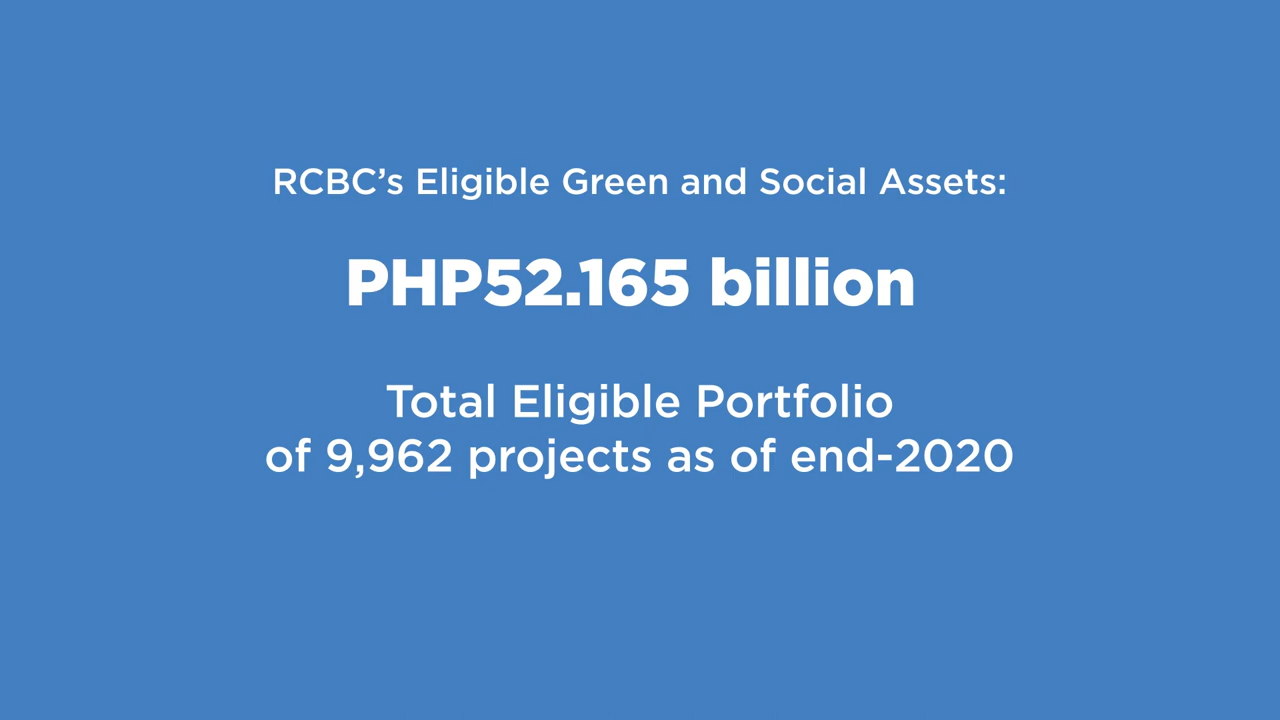 RCBC’s Eligible Green and Social Assets:
PHP52.165 billion
Total Eligible Portfolio
of 9,962 projects as of end-2020